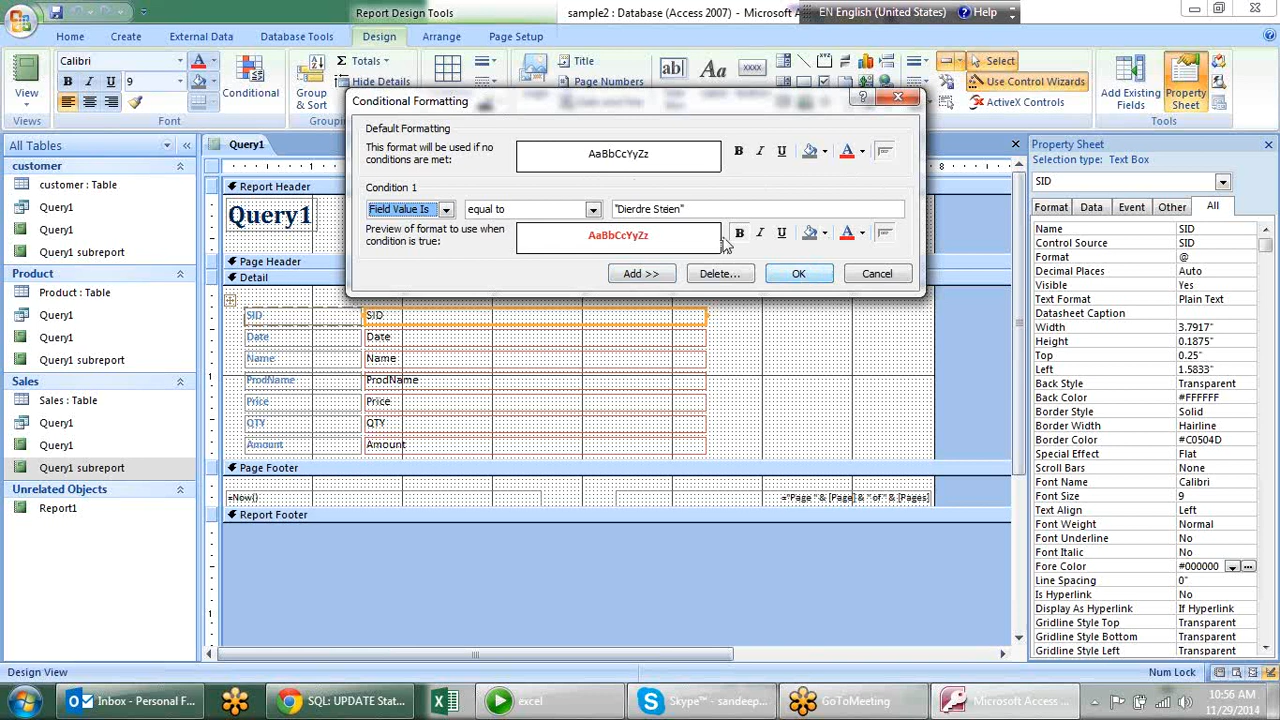 Report Design Tools
sample2 : Database (Access 2007) - Microsoft A
EN English (United States)
Help
Home
Create
External Data
Database Tools
Design
Arrange
Page Setup
View
Views
Calibri
B I U 9
Font
Conditional
Group & Sort
Σ Totals
Hide Details
Grouping
ab|
Aa
xxxx
Title
Page Numbers
Select
Use Control Wizards
ActiveX Controls
Add Existing Fields
Property Sheet
Tools
All Tables
customer
customer : Table
Query1
Query1
Product
Product : Table
Query1
Query1
Query1 subreport
Sales
Sales : Table
Query1
Query1
Query1 subreport
Unrelated Objects
Report1
Query1
Report Header
Query1
Page Header
Detail
SID SID
Date Date
Name Name
ProdName ProdName
Price Price
QTY QTY
Amount Amount
Page Footer
=Now()
="Page " & [Page] & " of " & [Pages]
Report Footer
Conditional Formatting
Default Formatting
This format will be used if no
conditions are met:
AaBbCcYyZz
B I U A
Condition 1
Field Value Is
equal to
"Dierdre Steen"
Preview of format to use when
condition is true:
AaBbCcYyZz
B I U A
Add >>
Delete...
OK
Cancel
Property Sheet
Selection type: Text Box
SID
Format Data Event Other All
Name SID
Control Source SID
Format @
Decimal Places Auto
Visible Yes
Text Format Plain Text
Datasheet Caption
Width 3.7917"
Height 0.1875"
Top 0.25"
Left 1.5833"
Back Style Transparent
Back Color #FFFFFF
Border Style Solid
Border Width Hairline
Border Color #C0504D
Special Effect Flat
Scroll Bars None
Font Name Calibri
Font Size 9
Text Align Left
Font Weight Normal
Font Underline No
Font Italic No
Fore Color #000000
Line Spacing 0"
Is Hyperlink No
Display As Hyperlink If Hyperlink
Gridline Style Top Transparent
Gridline Style Bottom Transparent
Gridline Style Left Transparent
Design View
Num Lock
Inbox - Personal F...
SQL: UPDATE Stat...
excel
Skype™ - sandeep...
GoToMeeting
Microsoft Access ...
10:56 AM
11/29/2014